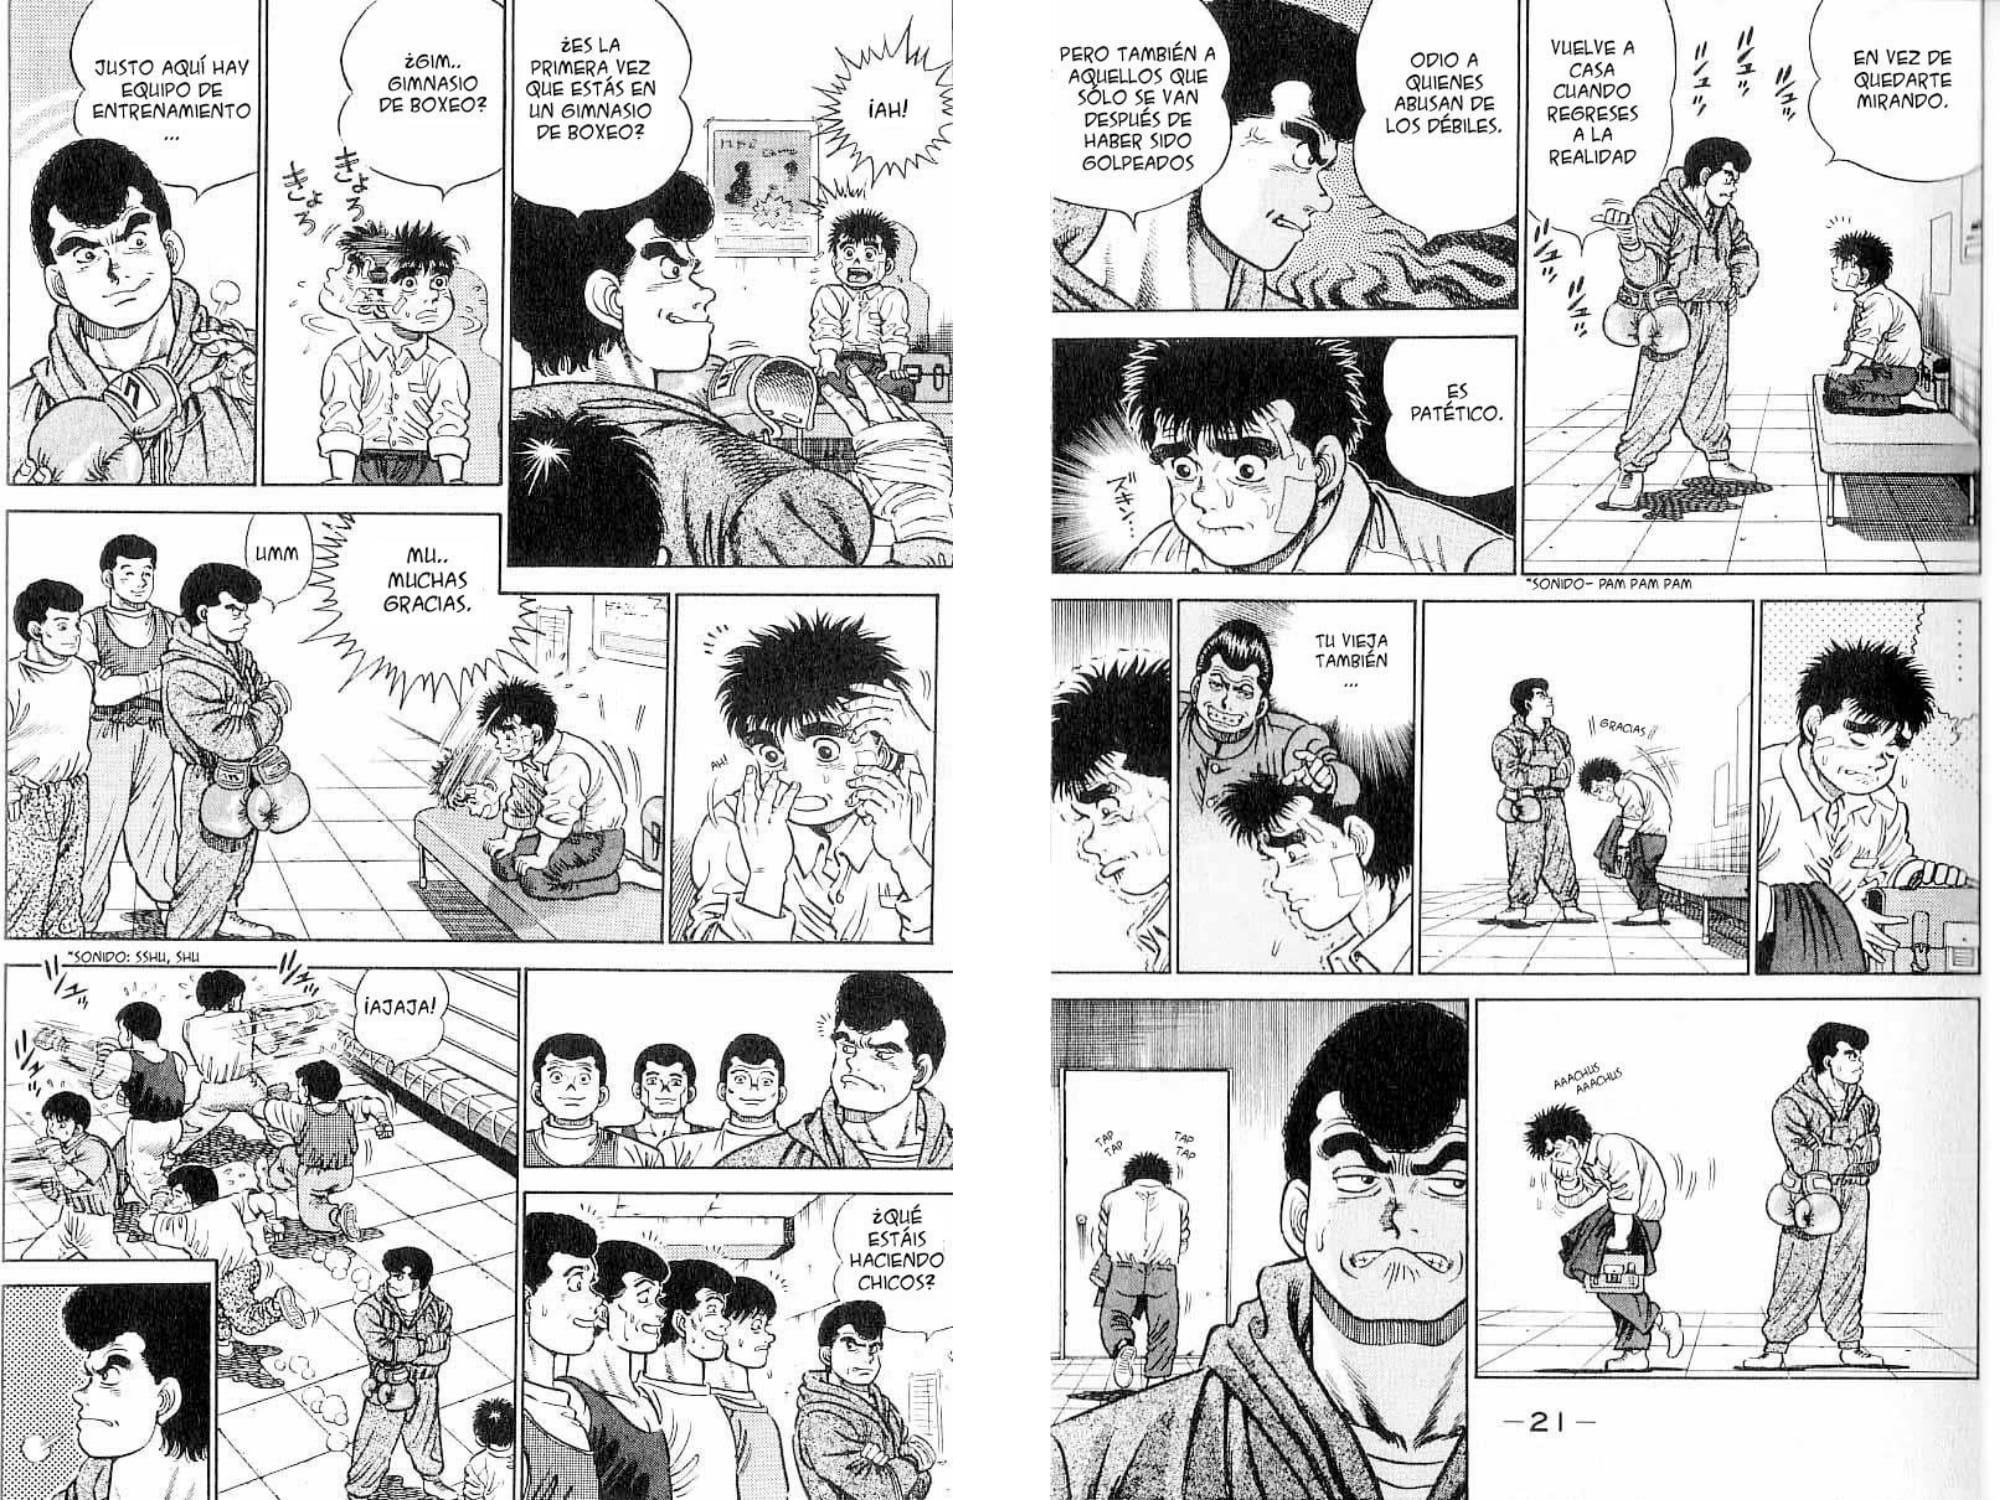 ¡AH!
¿ES LA
PRIMERA VEZ
QUE ESTÁS EN
UN GIMNASIO
DE BOXEO?
¿GIM..
GIMNASIO
DE BOXEO?
きょろ
きょろ
JUSTO AQUÍ HAY
EQUIPO DE
ENTRENAMIENTO
...
AH!
MU..
MUCHAS
GRACIAS.
UMM
¿QUÉ
ESTÁIS
HACIENDO
CHICOS?
*SONIDO: SSHU, SHU
¡AJAJA!
EN VEZ DE
QUEDARTE
MIRANDO.
VUELVE A
CASA
CUANDO
REGRESES
A LA
REALIDAD
*SONIDO- PAM PAM PAM
ODIO A
QUIENES
ABUSAN DE
LOS DÉBILES.
PERO TAMBIÉN A
AQUELLOS QUE
SÓLO SE VAN
DESPUÉS DE
HABER SIDO
GOLPEADOS
ES
PATÉTICO.
ズキン...
GRACIAS
TU VIEJA
TAMBIÉN
...
AAACHUS
AAACHUS
TAP
TAP
TAP
TAP
—21—